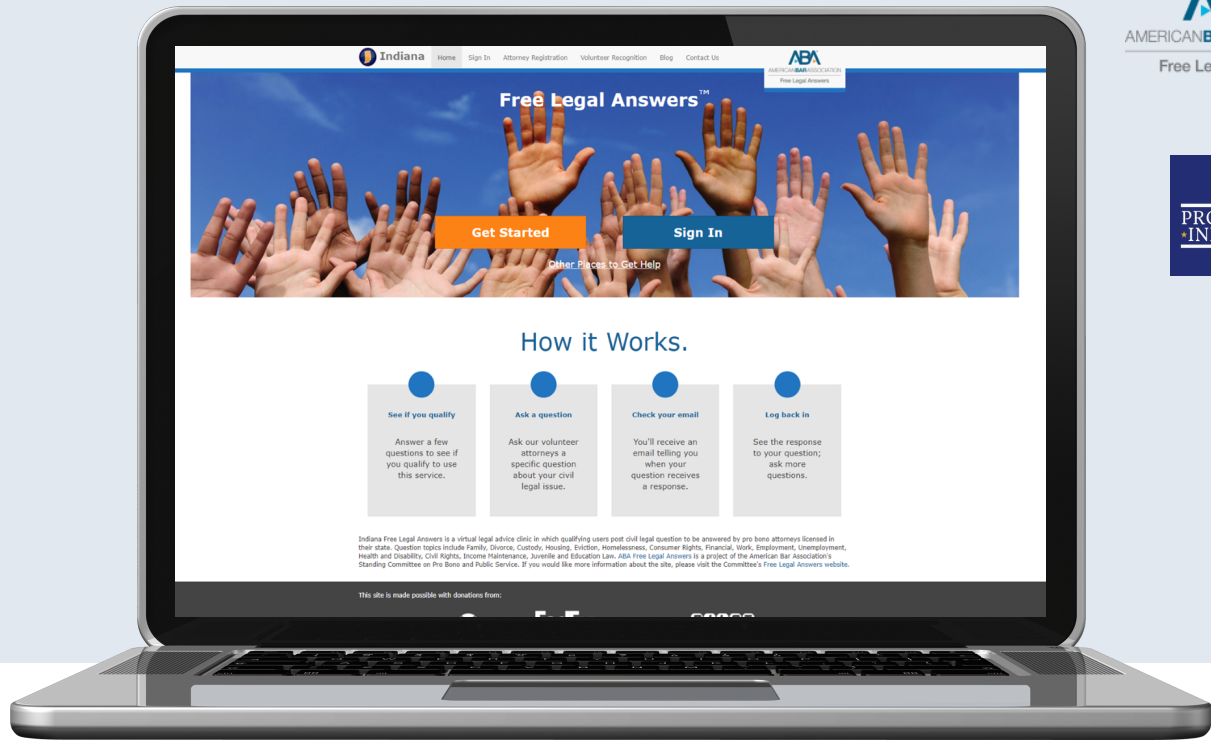 Indiana Home Sign In Attorney Registration Volunteer Recognition Blog Contact Us
ABA
AMERICANBARASSOCIATION
Free Legal Answers
Free Legal Answers™
Get Started Sign In
Other Places to Get Help
How it Works.
See if you qualify
Answer a few
questions to see if
you qualify to use
this service.
Ask a question
Ask our volunteer
attorneys a
specific question
about your civil
legal issue.
Check your email
You'll receive an
email telling you
when your
question receives
a response.
Log back in
See the response
to your question;
ask more
questions.
Indiana Free Legal Answers is a virtual legal advice clinic in which qualifying users post civil legal question to be answered by pro bono attorneys licensed in
their state. Question topics include Family, Divorce, Custody, Housing, Eviction, Homelessness, Consumer Rights, Financial, Work, Employment, Unemployment,
Health and Disability, Civil Rights, Income Maintenance, Juvenile and Education Law. ABA Free Legal Answers is a project of the American Bar Association's
Standing Committee on Pro Bono and Public Service. If you would like more information about the site, please visit the Committee's Free Legal Answers website.
This site is made possible with donations from:
AMERICANB
Free Le